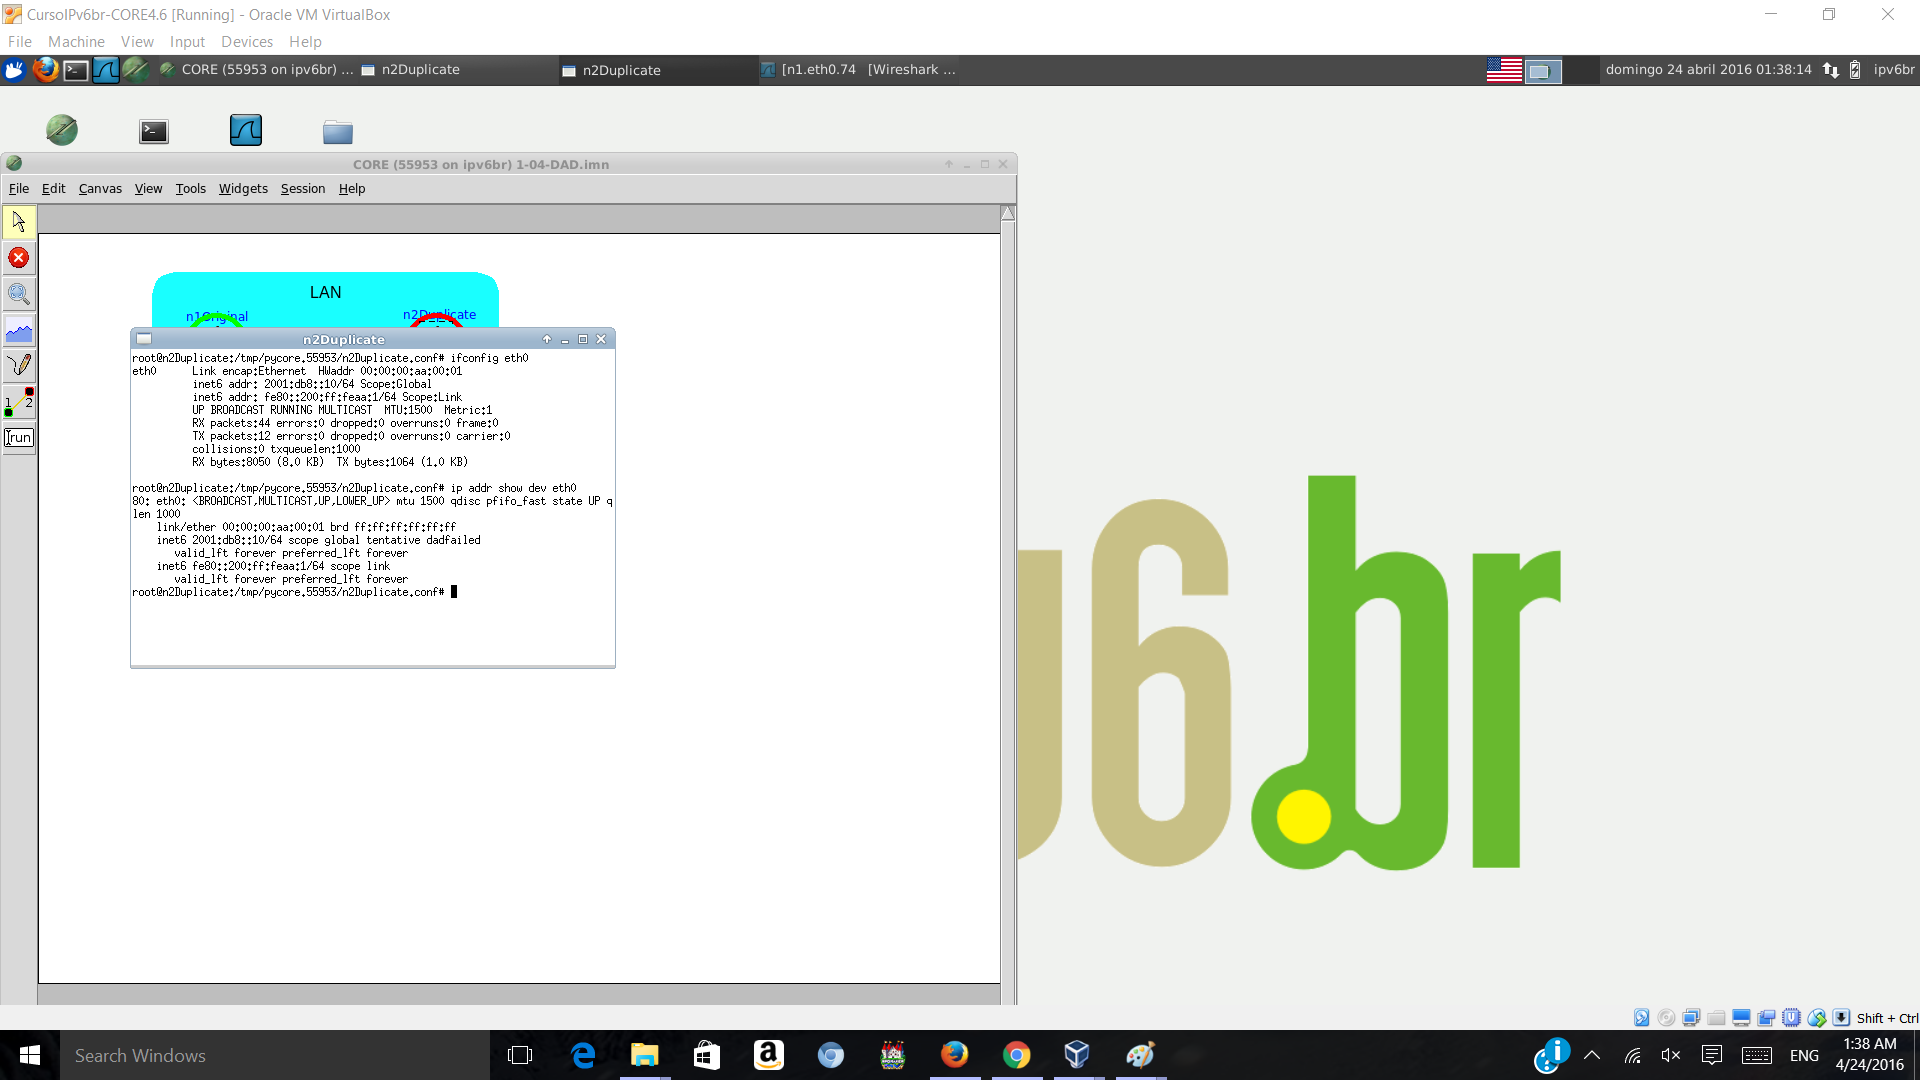 CursoIPv6br-CORE4.6 [Running] - Oracle VM VirtualBox
File Machine View Input Devices Help
CORE (55953 on ipv6br) ... n2Duplicate n2Duplicate [n1.eth0.74 [Wireshark ... domingo 24 abril 2016 01:38:14 ipv6br
CORE (55953 on ipv6br) 1-04-DAD.imn
File Edit Canvas View Tools Widgets Session Help
LAN
n1Original n2Duplicate
n2Duplicate
root@n2Duplicate:/tmp/pycore.55953/n2Duplicate.conf# ifconfig eth0
eth0 Link encap:Ethernet HWaddr 00:00:00:aa:00:01
inet6 addr: 2001:db8::10/64 Scope:Global
inet6 addr: fe80::200:ff:feaa:1/64 Scope:Link
UP BROADCAST RUNNING MULTICAST MTU:1500 Metric:1
RX packets:44 errors:0 dropped:0 overruns:0 frame:0
TX packets:12 errors:0 dropped:0 overruns:0 carrier:0
collisions:0 txqueuelen:1000
RX bytes:8050 (8.0 KB) TX bytes:1064 (1.0 KB)
root@n2Duplicate:/tmp/pycore.55953/n2Duplicate.conf# ip addr show dev eth0
80: eth0: <BROADCAST,MULTICAST,UP,LOWER_UP> mtu 1500 qdisc pfifo_fast state UP q
len 1000
link/ether 00:00:00:aa:00:01 brd ff:ff:ff:ff:ff:ff
inet6 2001:db8::10/64 scope global tentative dadfailed
valid_lft forever preferred_lft forever
inet6 fe80::200:ff:feaa:1/64 scope link
valid_lft forever preferred_lft forever
root@n2Duplicate:/tmp/pycore.55953/n2Duplicate.conf#
1 2
run
6br
Shift + Ctrl
Search Windows
ENG
1:38 AM
4/24/2016